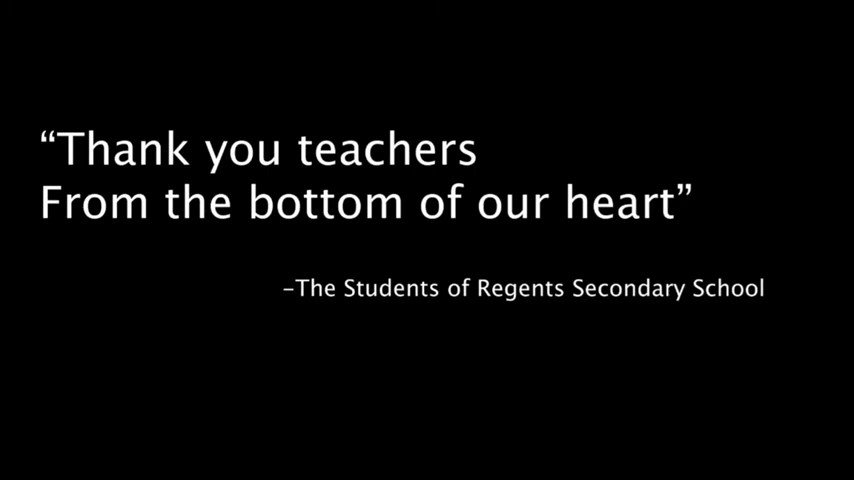 “Thank you teachers
From the bottom of our heart”
–The Students of Regents Secondary School